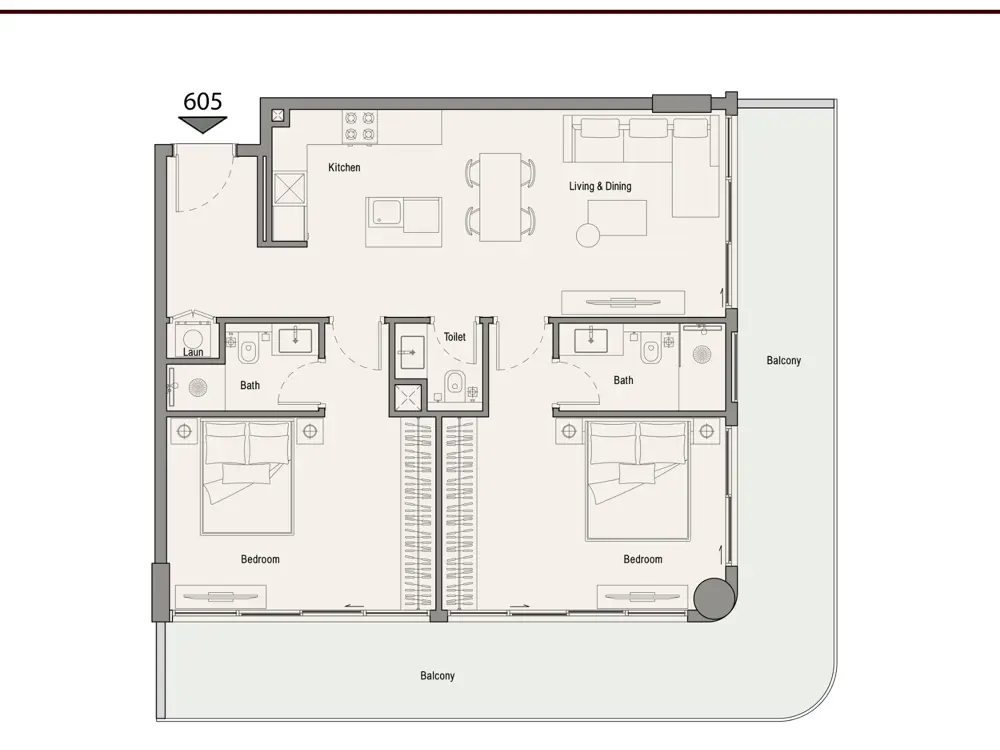 605
Kitchen
Living & Dining
Toilet
Laun
Bath
Bath
Balcony
Bedroom
Bedroom
Balcony